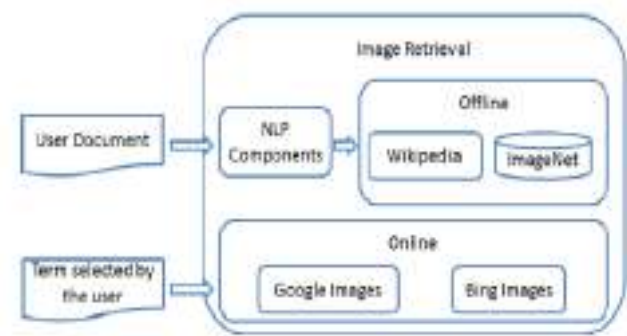 Image Retrieval
Offline
User Document
NLP
Components
Wikipedia
ImageNet
Online
Term selected by
the user
Google Images
Bing Images